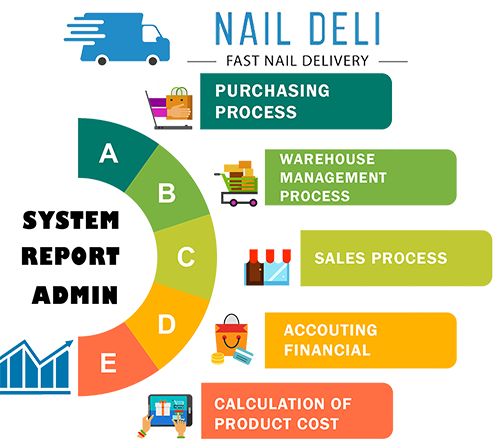 NAIL DELI
FAST NAIL DELIVERY
PURCHASING
PROCESS
A
B
WAREHOUSE
MANAGEMENT
PROCESS
SYSTEM
REPORT
ADMIN
C
SALES PROCESS
D
ACCOUTING
FINANCIAL
E
CALCULATION OF
PRODUCT COST